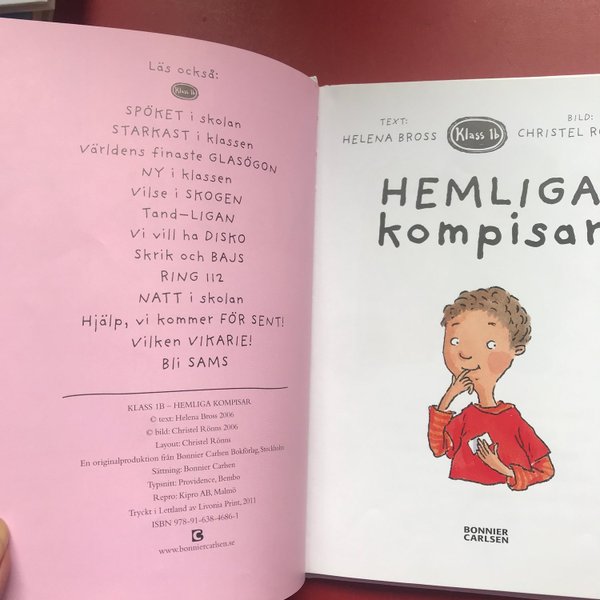 Läs också:
Klass 1b
SPÖKET i skolan
STARKAST i klassen
Världens finaste GLASÖGON
NY i klassen
Vilse i SKOGEN
Tand-LIGAN
Vi vill ha DISKO
Skrik och BAJS
RING 112
NATT i skolan
Hjälp, vi kommer FÖR SENT!
Vilken VIKARIE!
Bli SAMS
KLASS 1B – HEMLIGA KOMPISAR
© text: Helena Bross 2006
© bild: Christel Rönns 2006
Layout: Christel Rönns
En originalproduktion från Bonnier Carlsen Bokförlag, Stockholm
Sättning: Bonnier Carlsen
Typsnitt: Providence, Bembo
Repro: Kipro AB, Malmö
Tryckt i Lettland av Livonia Print, 2011
ISBN 978-91-638-4686-1
www.bonniercarlsen.se
TEXT:
HELENA BROSS
Klass 1b
BILD:
CHRISTEL RÖ
HEMLIGA
kompisar
BONNIER
CARLSEN